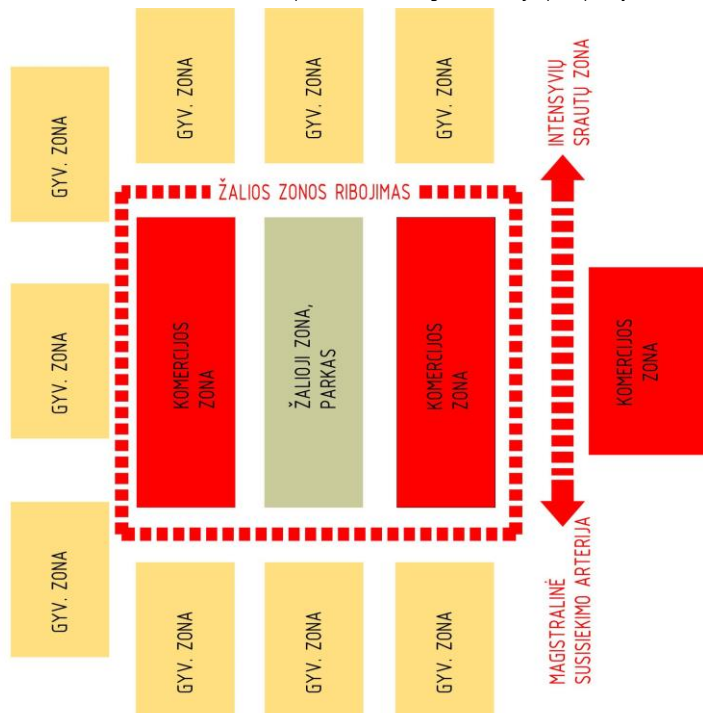 GYV. ZONA
GYV. ZONA
GYV. ZONA
GYV. ZONA
INTENSYVIŲ
SRAUTŲ ZONA
ŽALIOS ZONOS RIBOJIMAS
GYV. ZONA
KOMERCIJOS
ZONA
ŽALIOJI ZONA,
PARKAS
KOMERCIJOS
ZONA
KOMERCIJOS
ZONA
GYV. ZONA
GYV. ZONA
GYV. ZONA
GYV. ZONA
MAGISTRALINĖ
SUSISIEKIMO ARTERIJA